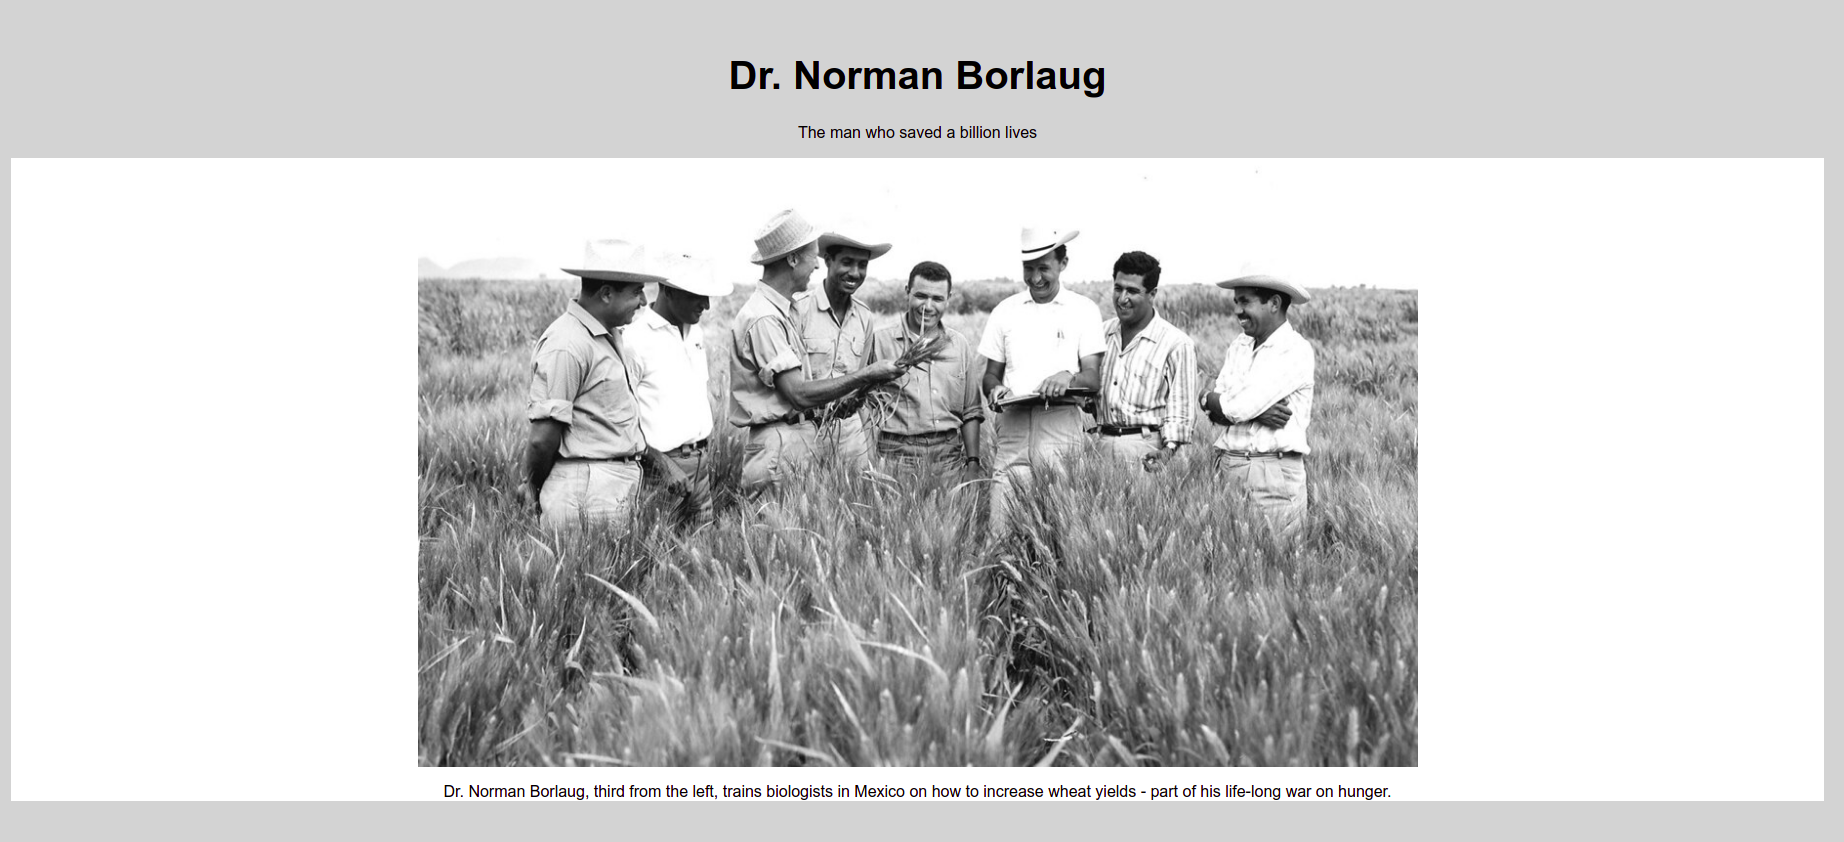 Dr. Norman Borlaug
The man who saved a billion lives
Dr. Norman Borlaug, third from the left, trains biologists in Mexico on how to increase wheat yields - part of his life-long war on hunger.